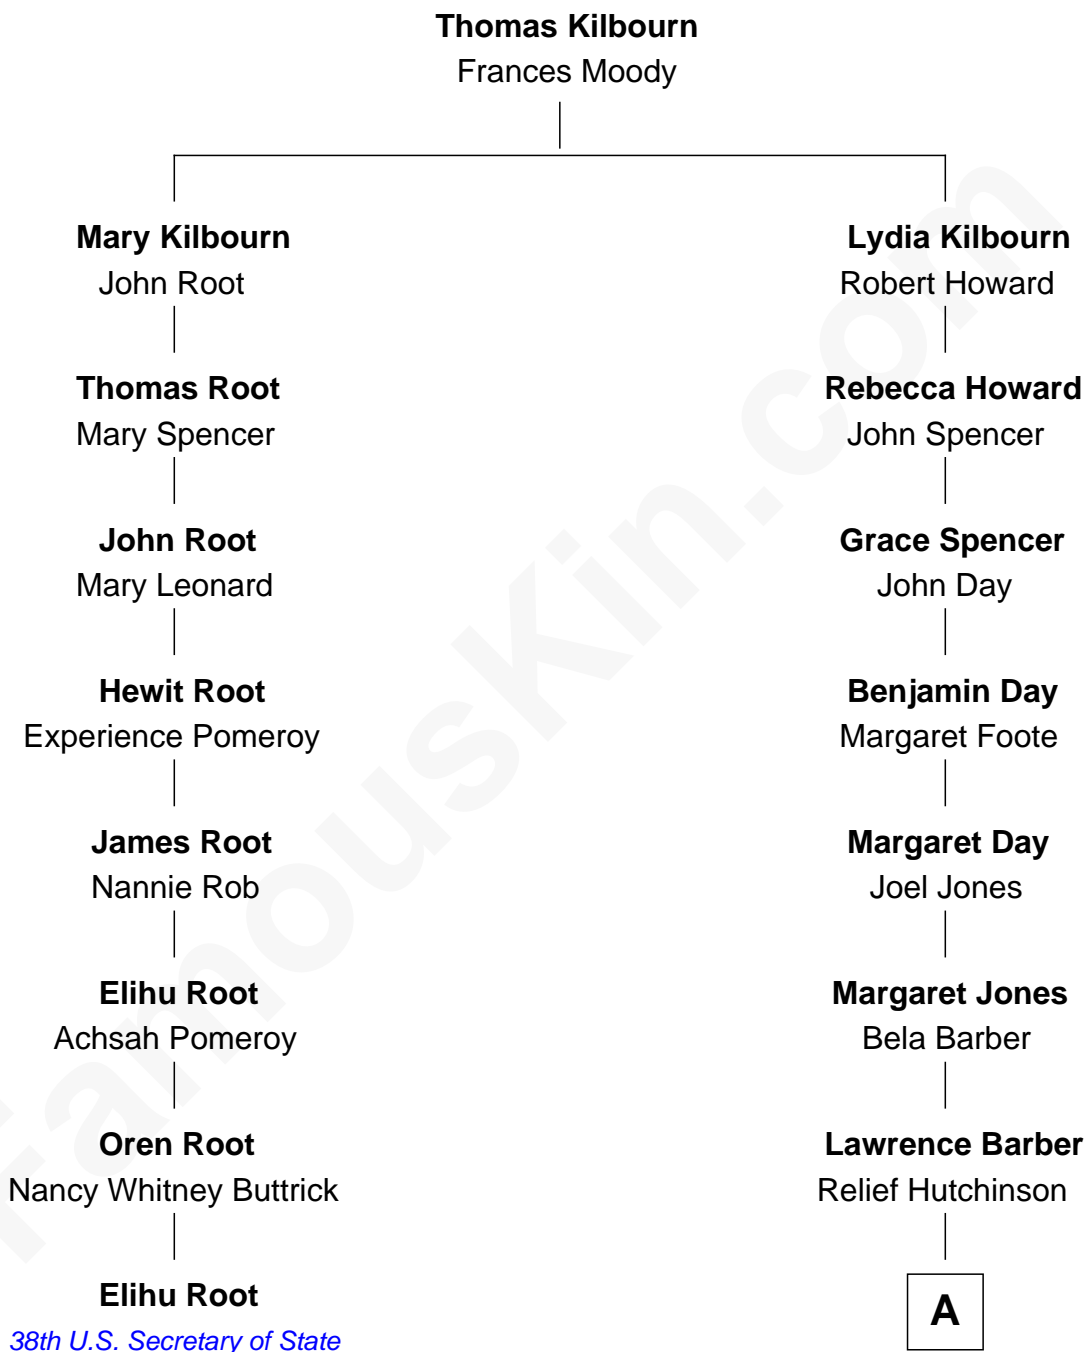 Thomas Kilbourn
Frances Moody
Mary Kilbourn
John Root
Lydia Kilbourn
Robert Howard
Thomas Root
Mary Spencer
Rebecca Howard
John Spencer
John Root
Mary Leonard
Grace Spencer
John Day
Hewit Root
Experience Pomeroy
Benjamin Day
Margaret Foote
James Root
Nannie Rob
Margaret Day
Joel Jones
Elihu Root
Achsah Pomeroy
Margaret Jones
Bela Barber
Oren Root
Nancy Whitney Buttrick
Lawrence Barber
Relief Hutchinson
Elihu Root
38th U.S. Secretary of State
A
FamousKin.com